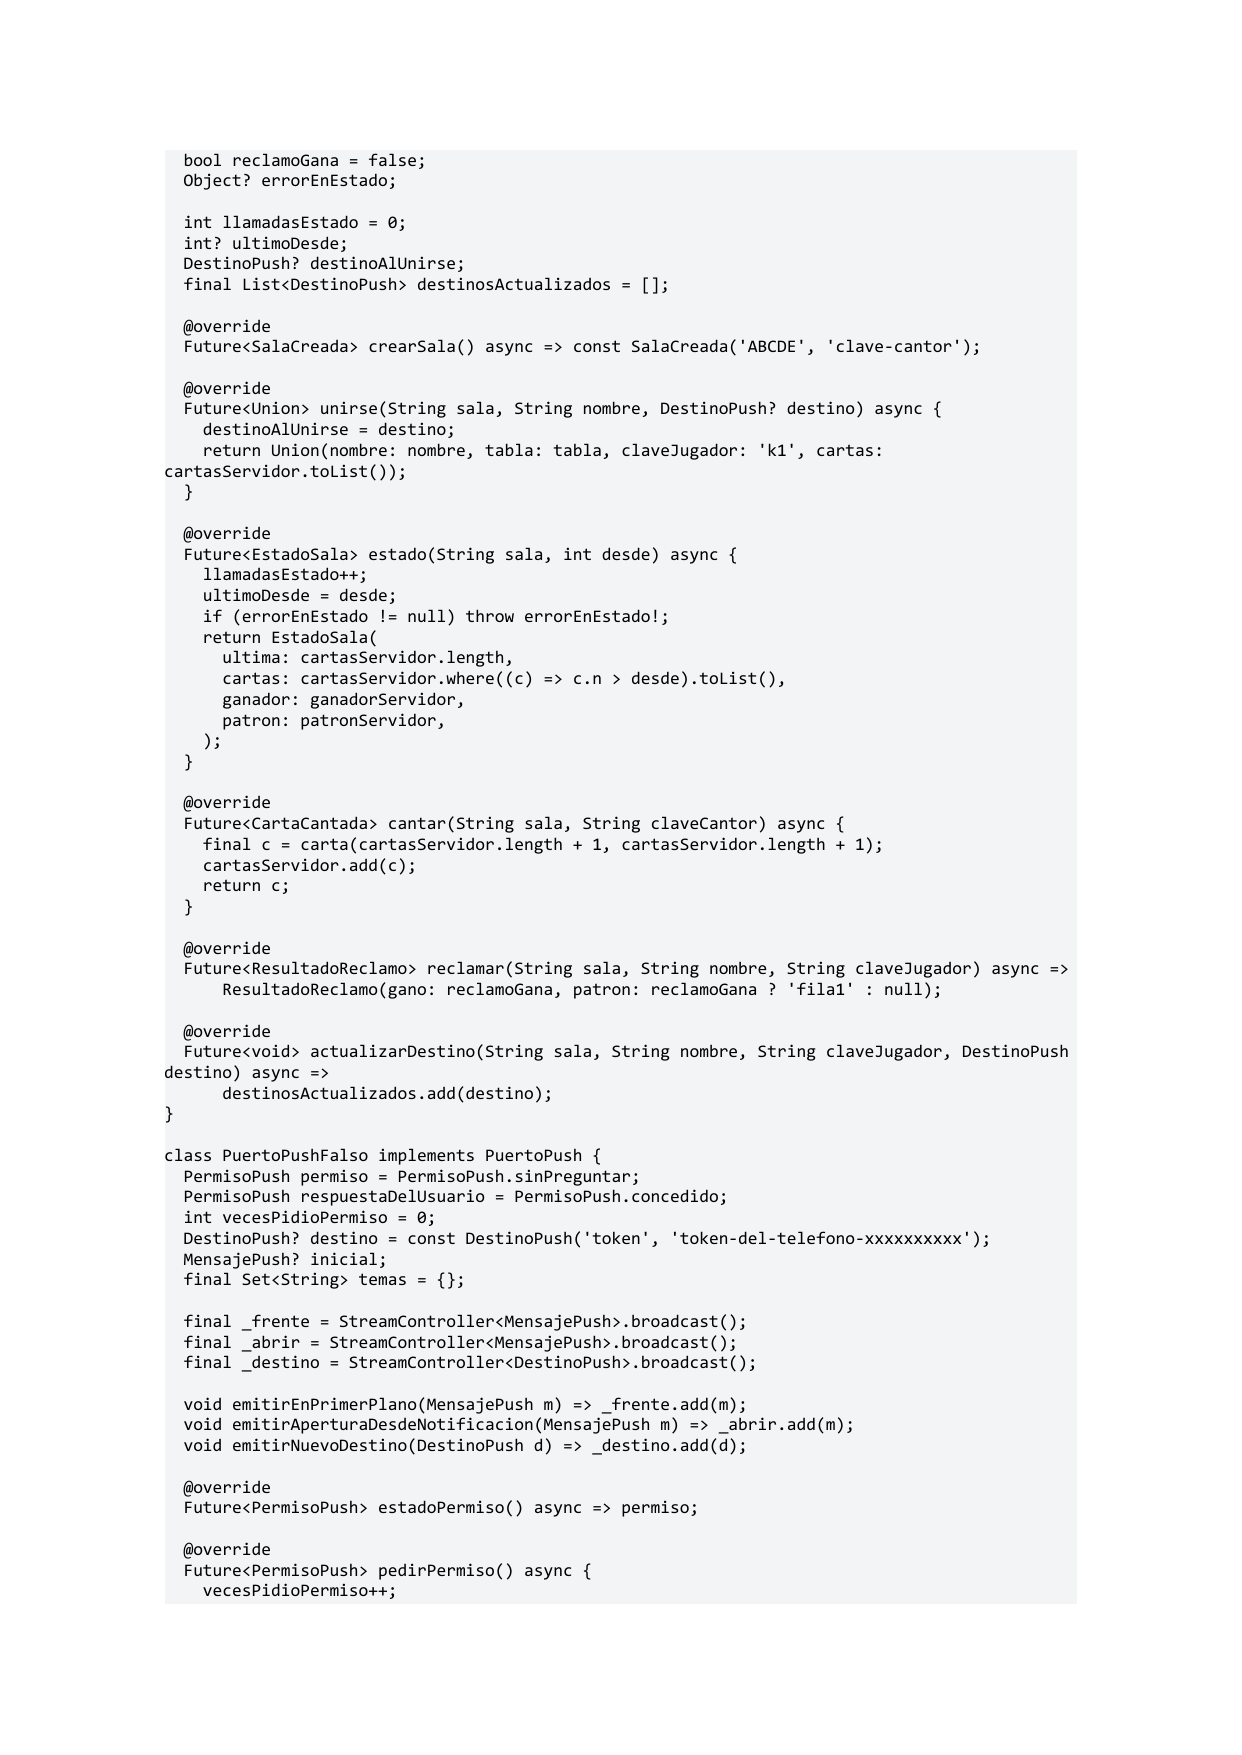 bool reclamoGana = false;
Object? errorEnEstado;
int llamadasEstado = 0;
int? ultimoDesde;
DestinoPush? destinoAlUnirse;
final List<DestinoPush> destinosActualizados = [];
@override
Future<SalaCreada> crearSala() async => const SalaCreada('ABCDE', 'clave-cantor');
@override
Future<Union> unirse(String sala, String nombre, DestinoPush? destino) async {
destinoAlUnirse = destino;
return Union(nombre: nombre, tabla: tabla, claveJugador: 'k1', cartas:
cartasServidor.toList());
}
@override
Future<EstadoSala> estado(String sala, int desde) async {
llamadasEstado++;
ultimoDesde = desde;
if (errorEnEstado != null) throw errorEnEstado!;
return EstadoSala(
ultima: cartasServidor.length,
cartas: cartasServidor.where((c) => c.n > desde).toList(),
ganador: ganadorServidor,
patron: patronServidor,
);
}
@override
Future<CartaCantada> cantar(String sala, String claveCantor) async {
final c = carta(cartasServidor.length + 1, cartasServidor.length + 1);
cartasServidor.add(c);
return c;
}
@override
Future<ResultadoReclamo> reclamar(String sala, String nombre, String claveJugador) async =>
ResultadoReclamo(gano: reclamoGana, patron: reclamoGana ? 'fila1' : null);
@override
Future<void> actualizarDestino(String sala, String nombre, String claveJugador, DestinoPush
destino) async =>
destinosActualizados.add(destino);
}
class PuertoPushFalso implements PuertoPush {
PermisoPush permiso = PermisoPush.sinPreguntar;
PermisoPush respuestaDelUsuario = PermisoPush.concedido;
int vecesPidioPermiso = 0;
DestinoPush? destino = const DestinoPush('token', 'token-del-telefono-xxxxxxxxxx');
MensajePush? inicial;
final Set<String> temas = {};
final _frente = StreamController<MensajePush>.broadcast();
final _abrir = StreamController<MensajePush>.broadcast();
final _destino = StreamController<DestinoPush>.broadcast();
void emitirEnPrimerPlano(MensajePush m) => _frente.add(m);
void emitirAperturaDesdeNotificacion(MensajePush m) => _abrir.add(m);
void emitirNuevoDestino(DestinoPush d) => _destino.add(d);
@override
Future<PermisoPush> estadoPermiso() async => permiso;
@override
Future<PermisoPush> pedirPermiso() async {
vecesPidioPermiso++;